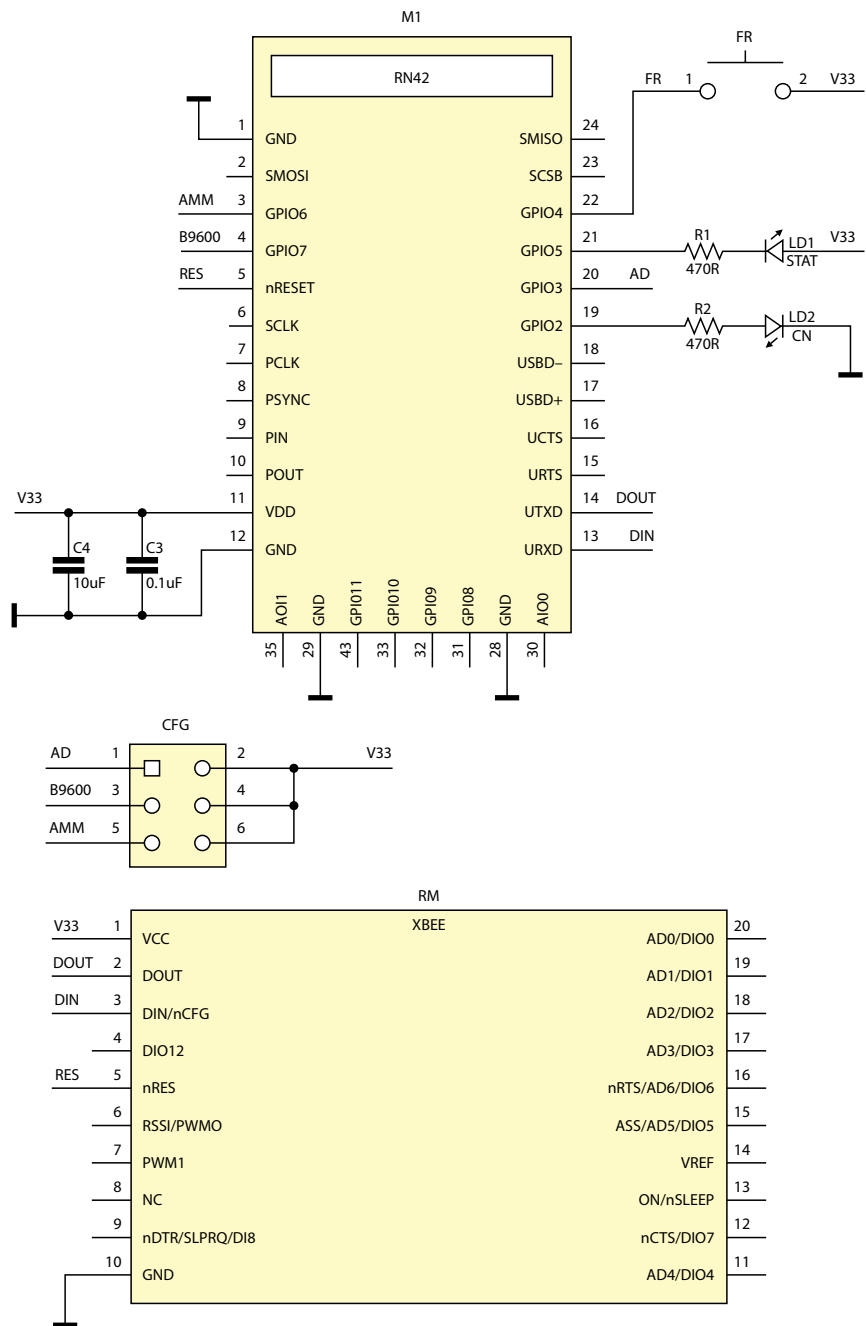 M1
RN42
FR
FR 1 2 V33
1 GND SMISO 24
2 SMOSI SCSB 23
AMM 3 GPIO6 GPIO4 22
B9600 4 GPIO7 GPIO5 21 R1 470R LD1 STAT V33
RES 5 nRESET GPIO3 20 AD
6 SCLK GPIO2 19 R2 470R LD2 CN
7 PCLK USBD– 18
8 PSYNC USBD+ 17
9 PIN UCTS 16
10 POUT URTS 15
V33 11 VDD UTXD 14 DOUT
12 GND URXD 13 DIN
C4 10uF C3 0.1uF
AOI1 GND GPI011 GPI010 GPI09 GPI08 GND AIO0
35 29 43 33 32 31 28 30
CFG
AD 1 2 V33
B9600 3 4
AMM 5 6
RM
XBEE
V33 1 VCC AD0/DIO0 20
DOUT 2 DOUT AD1/DIO1 19
DIN 3 DIN/nCFG AD2/DIO2 18
4 DIO12 AD3/DIO3 17
RES 5 nRES nRTS/AD6/DIO6 16
6 RSSI/PWMO ASS/AD5/DIO5 15
7 PWM1 VREF 14
8 NC ON/nSLEEP 13
9 nDTR/SLPRQ/DI8 nCTS/DIO7 12
10 GND AD4/DIO4 11